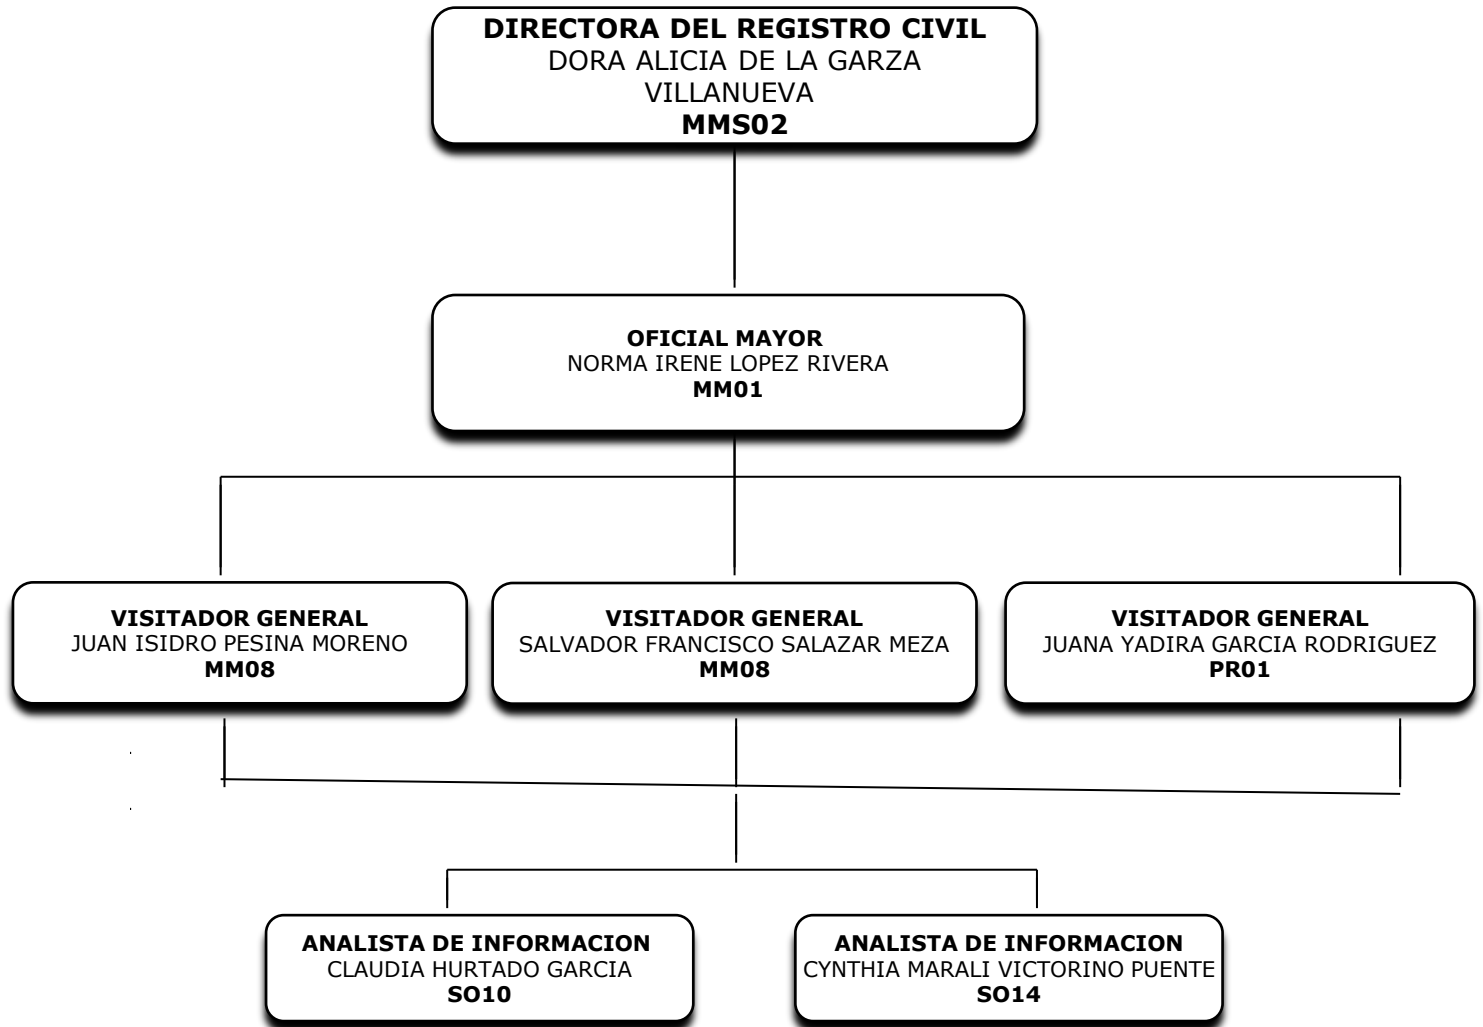 DIRECTORA DEL REGISTRO CIVIL
DORA ALICIA DE LA GARZA
VILLANUEVA
MMS02
OFICIAL MAYOR
NORMA IRENE LOPEZ RIVERA
MM01
VISITADOR GENERAL
JUAN ISIDRO PESINA MORENO
MM08
VISITADOR GENERAL
SALVADOR FRANCISCO SALAZAR MEZA
MM08
VISITADOR GENERAL
JUANA YADIRA GARCIA RODRIGUEZ
PR01
ANALISTA DE INFORMACION
CLAUDIA HURTADO GARCIA
SO10
ANALISTA DE INFORMACION
CYNTHIA MARALI VICTORINO PUENTE
SO14